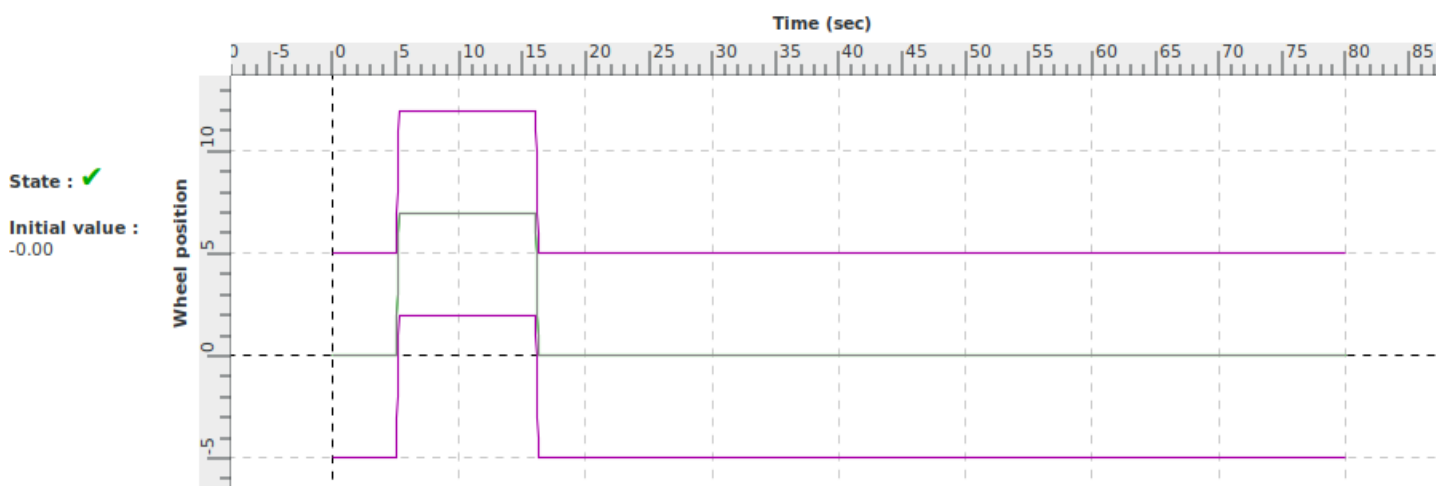 Time (sec)
0 -5 0 5 10 15 20 25 30 35 40 45 50 55 60 65 70 75 80 85
10
5
0
-5
Wheel position
State : ✔
Initial value :
-0.00